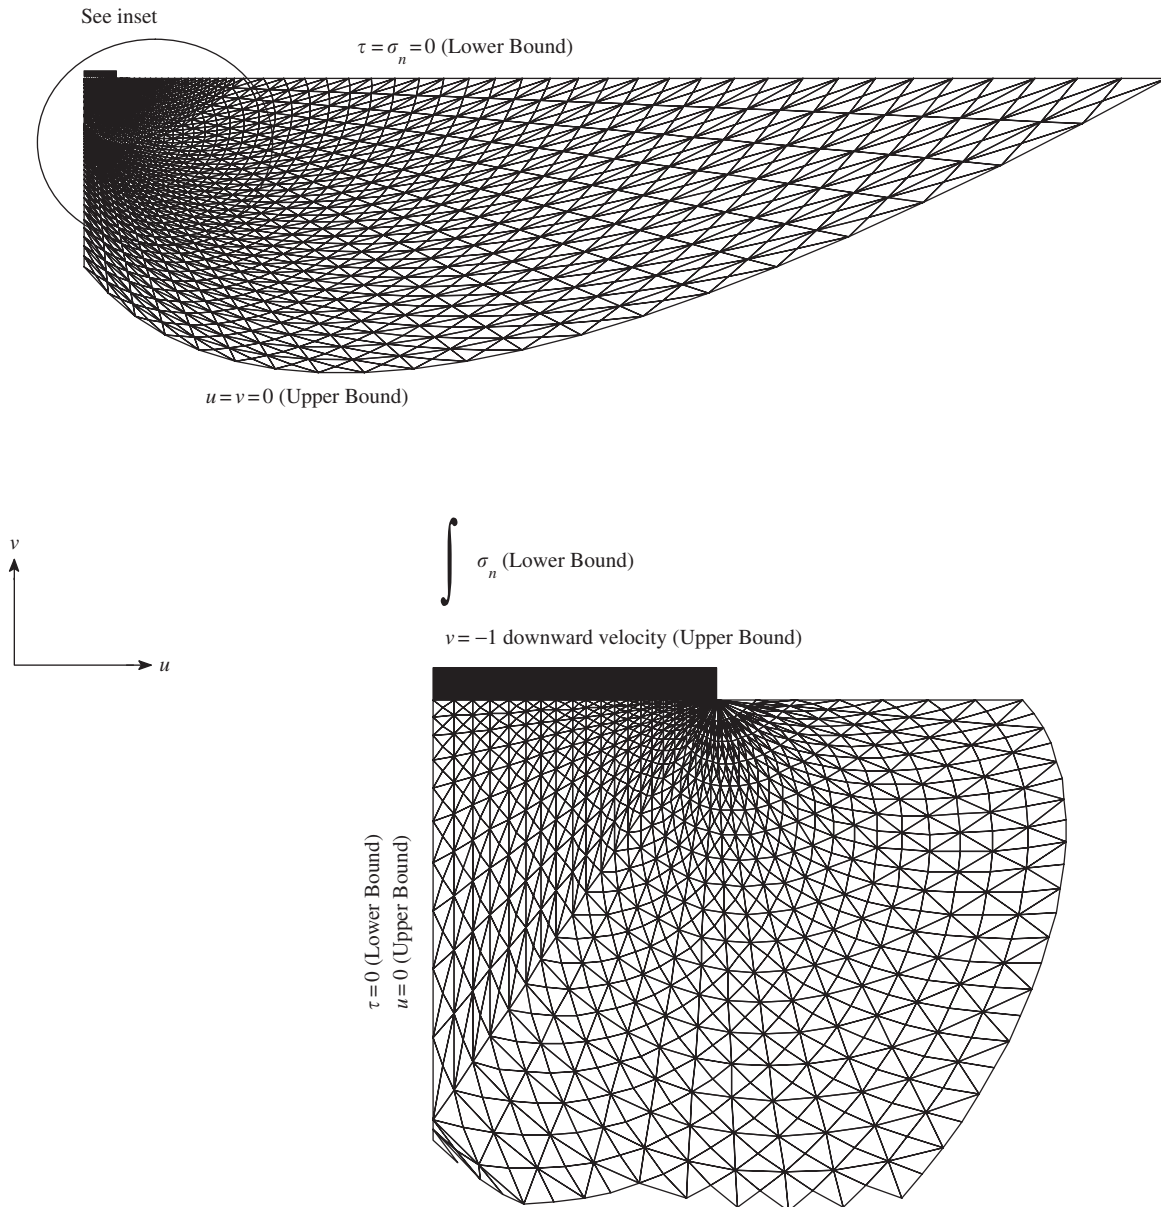 See inset
τ = σn = 0 (Lower Bound)
u = v = 0 (Upper Bound)
∫ σn (Lower Bound)
v = −1 downward velocity (Upper Bound)
v
u
τ = 0 (Lower Bound)
u = 0 (Upper Bound)